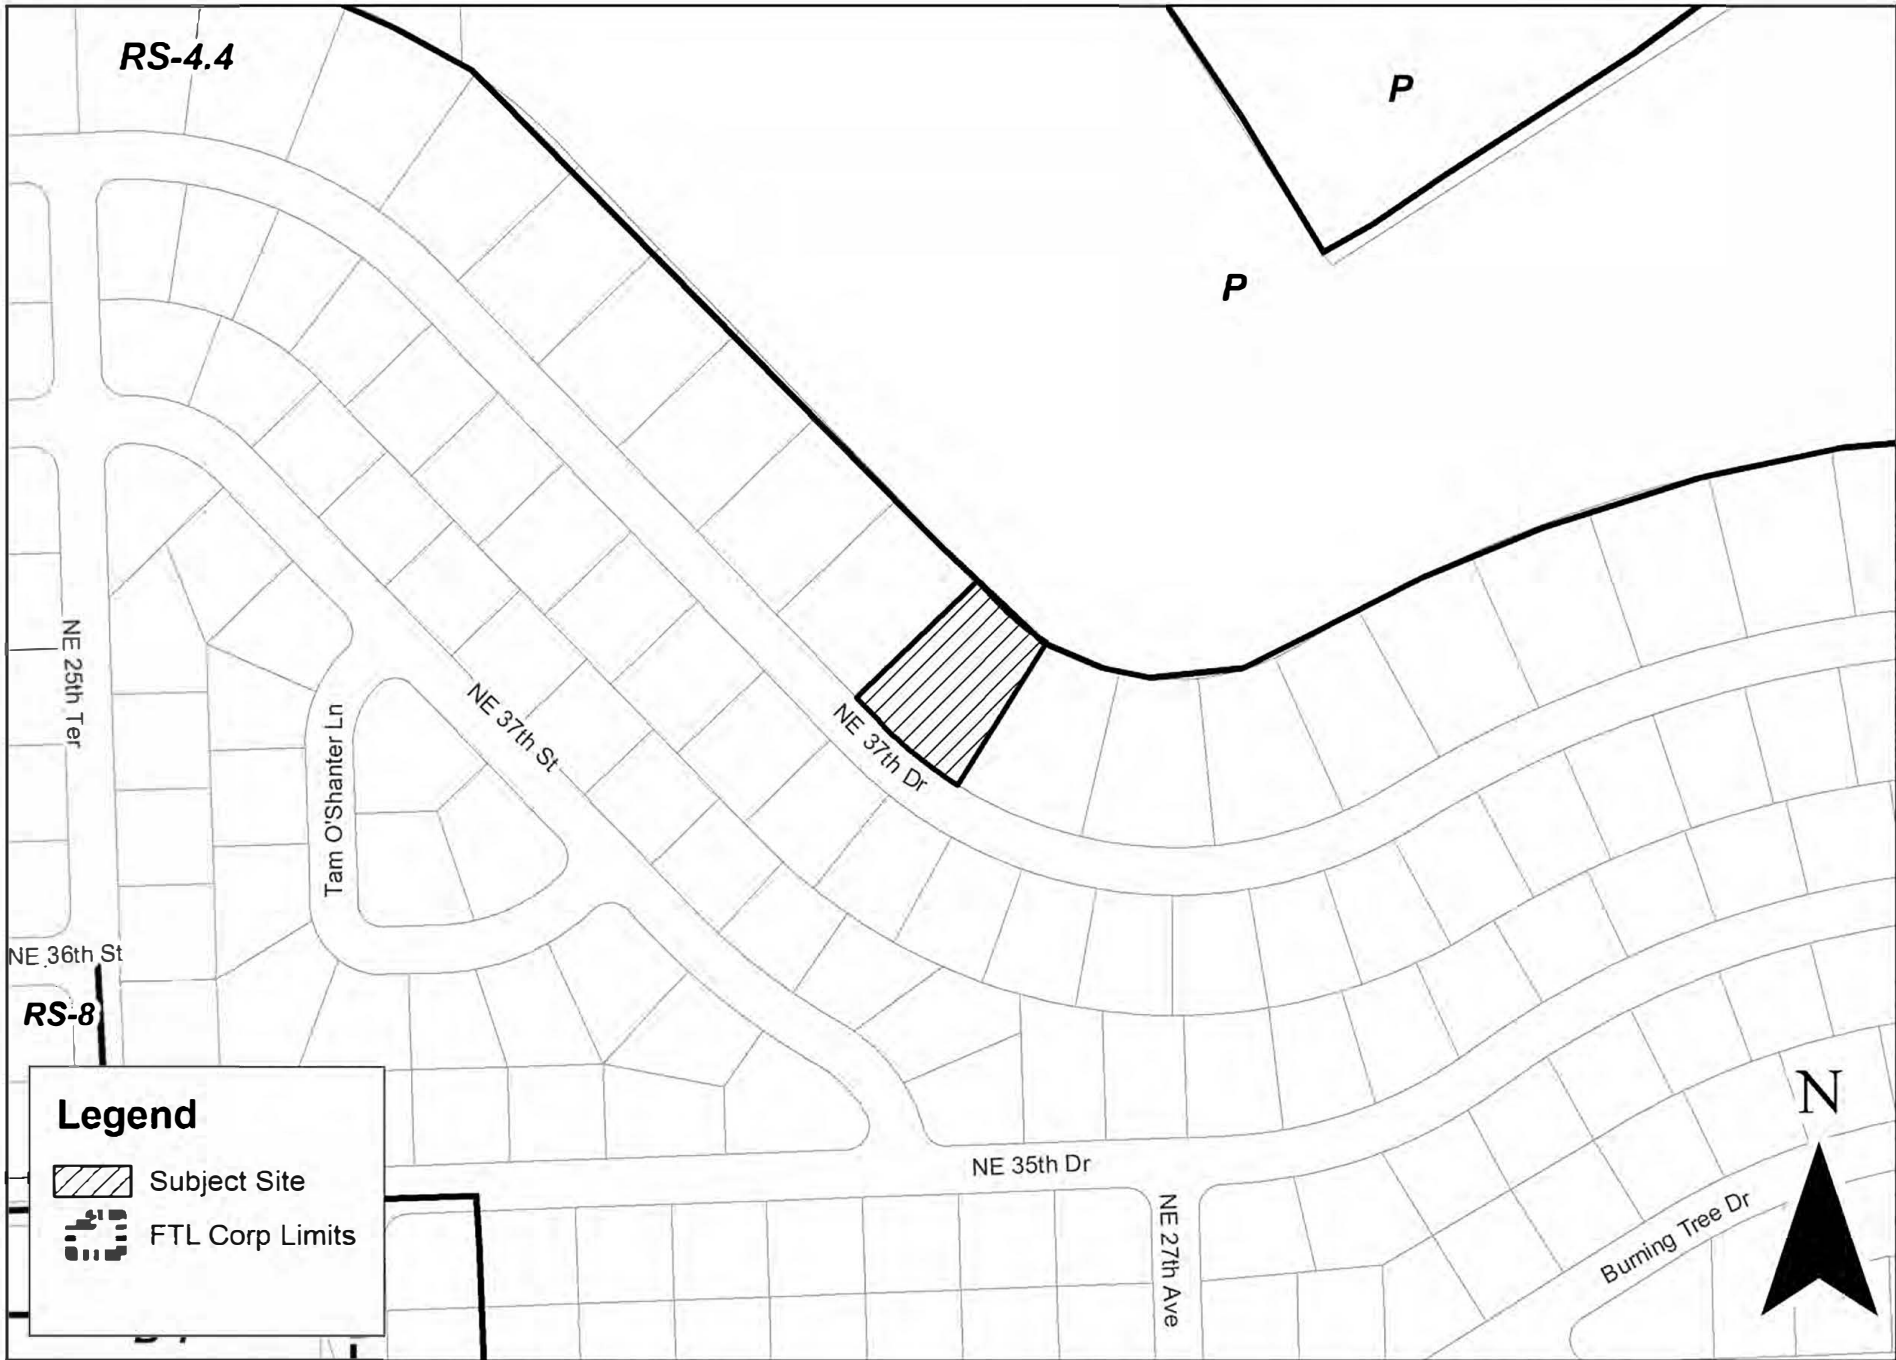 RS-4.4
P
P
NE 25th Ter
NE 37th St
NE 37th Dr
Tam O'Shanter Ln
NE 36th St
RS-8
N
Legend
Subject Site
FTL Corp Limits
NE 35th Dr
NE 27th Ave
Burning Tree Dr